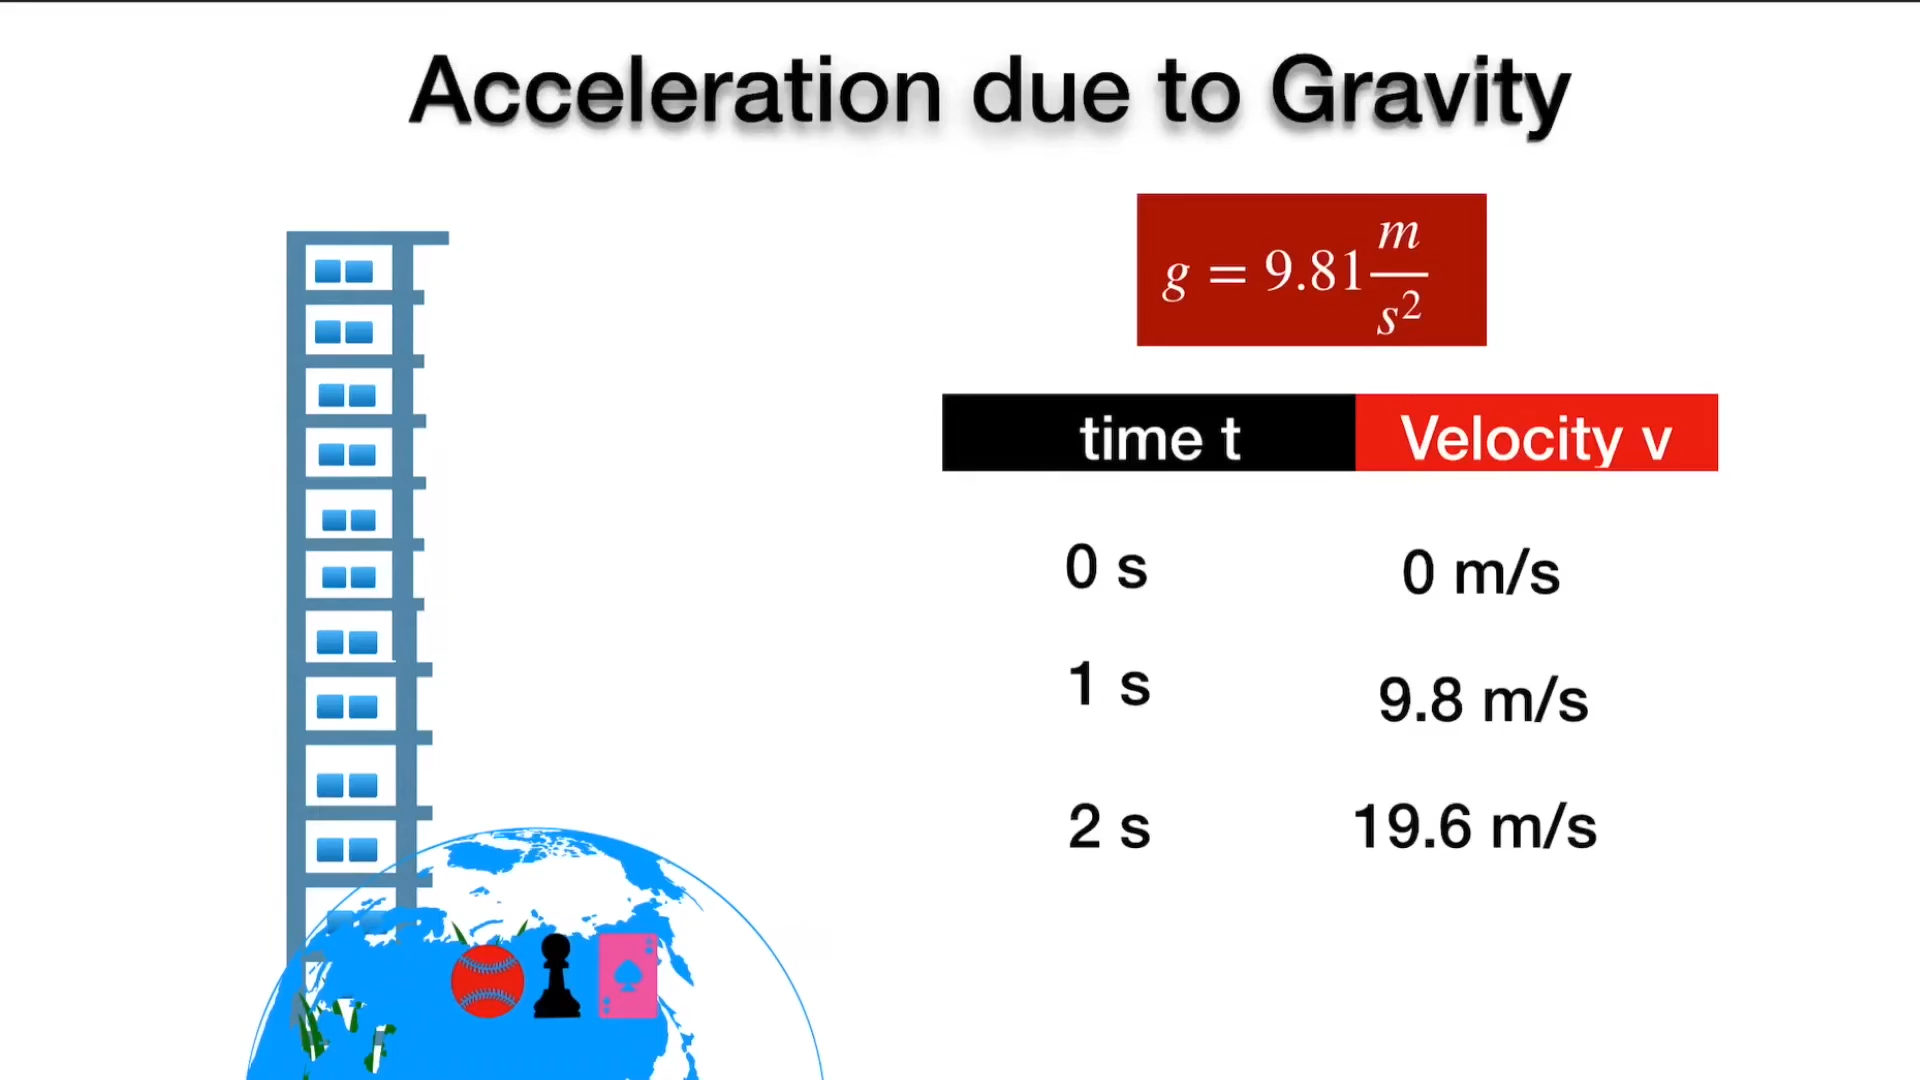 Acceleration due to Gravity
g = 9.81 m/s²
time t Velocity v
0 s 0 m/s
1 s 9.8 m/s
2 s 19.6 m/s